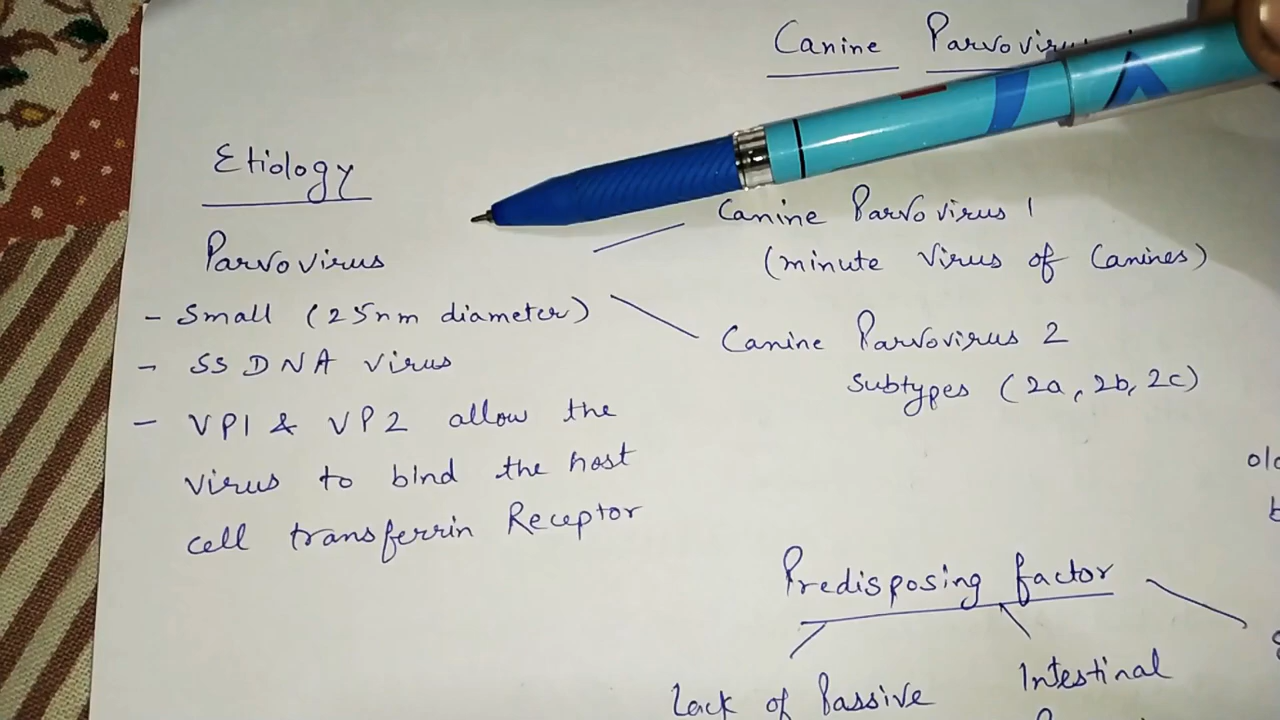 Canine Parvovirus
Etiology
Parvovirus
- Small (25nm diameter)
- SS DNA virus
- VP1 & VP2 allow the
virus to bind the host
cell transferrin Receptor
Canine Parvovirus 1
(minute virus of Canines)
Canine Parvovirus 2
Subtypes (2a, 2b, 2c)
Predisposing factor
Lack of Passive
Intestinal